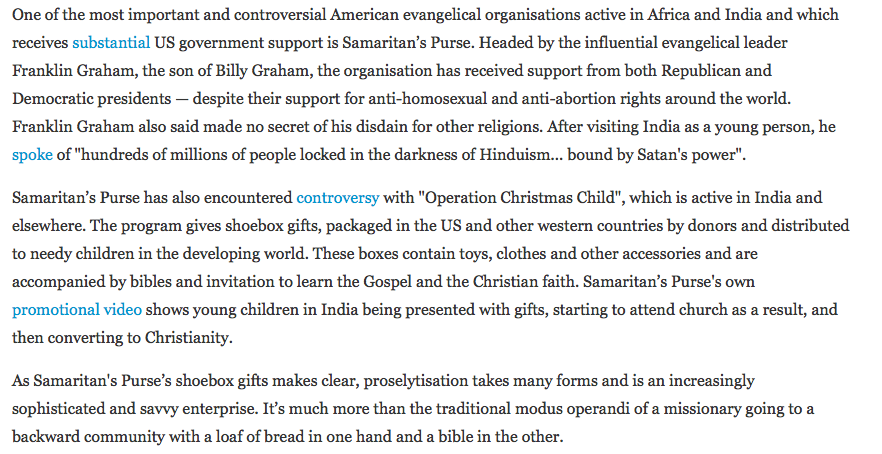 One of the most important and controversial American evangelical organisations active in Africa and India and which
receives substantial US government support is Samaritan’s Purse. Headed by the influential evangelical leader
Franklin Graham, the son of Billy Graham, the organisation has received support from both Republican and
Democratic presidents — despite their support for anti-homosexual and anti-abortion rights around the world.
Franklin Graham also said made no secret of his disdain for other religions. After visiting India as a young person, he
spoke of "hundreds of millions of people locked in the darkness of Hinduism... bound by Satan's power".
Samaritan’s Purse has also encountered controversy with "Operation Christmas Child", which is active in India and
elsewhere. The program gives shoebox gifts, packaged in the US and other western countries by donors and distributed
to needy children in the developing world. These boxes contain toys, clothes and other accessories and are
accompanied by bibles and invitation to learn the Gospel and the Christian faith. Samaritan’s Purse's own
promotional video shows young children in India being presented with gifts, starting to attend church as a result, and
then converting to Christianity.
As Samaritan's Purse’s shoebox gifts makes clear, proselytisation takes many forms and is an increasingly
sophisticated and savvy enterprise. It’s much more than the traditional modus operandi of a missionary going to a
backward community with a loaf of bread in one hand and a bible in the other.